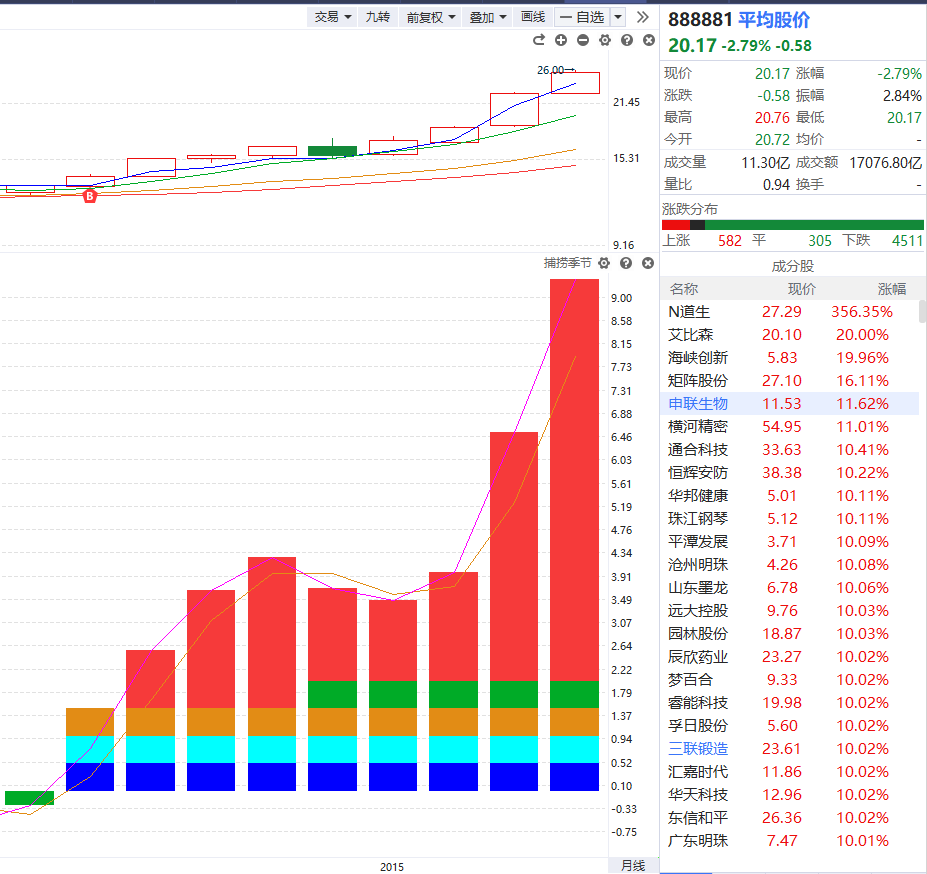 交易 九转 前复权 叠加 画线 一自选
26.00
21.45
15.31
9.16
B
捕捞季节
9.00
8.58
8.15
7.73
7.31
6.88
6.46
6.03
5.61
5.19
4.76
4.34
3.91
3.49
3.07
2.64
2.22
1.79
1.37
0.94
0.52
0.10
-0.33
-0.75
2015 月线
888881 平均股价
20.17 -2.79% -0.58
现价 20.17 涨幅 -2.79%
涨跌 -0.58 振幅 2.84%
最高 20.76 最低 20.17
今开 20.72 均价 -
成交量 11.30亿 成交额 17076.80亿
量比 0.94 换手 -
涨跌分布
上涨 582 平 305 下跌 4511
成分股
名称 现价 涨幅
N道生 27.29 356.35%
艾比森 20.10 20.00%
海峡创新 5.83 19.96%
矩阵股份 27.10 16.11%
申联生物 11.53 11.62%
横河精密 54.95 11.01%
通合科技 33.63 10.41%
恒辉安防 38.38 10.22%
华邦健康 5.01 10.11%
珠江钢琴 5.12 10.11%
平潭发展 3.71 10.09%
沧州明珠 4.26 10.08%
山东墨龙 6.78 10.06%
远大控股 9.76 10.03%
园林股份 18.87 10.03%
辰欣药业 23.27 10.02%
梦百合 9.33 10.02%
睿能科技 19.98 10.02%
孚日股份 5.60 10.02%
三联锻造 23.61 10.02%
汇嘉时代 11.86 10.02%
华天科技 12.96 10.02%
东信和平 26.36 10.02%
广东明珠 7.47 10.01%